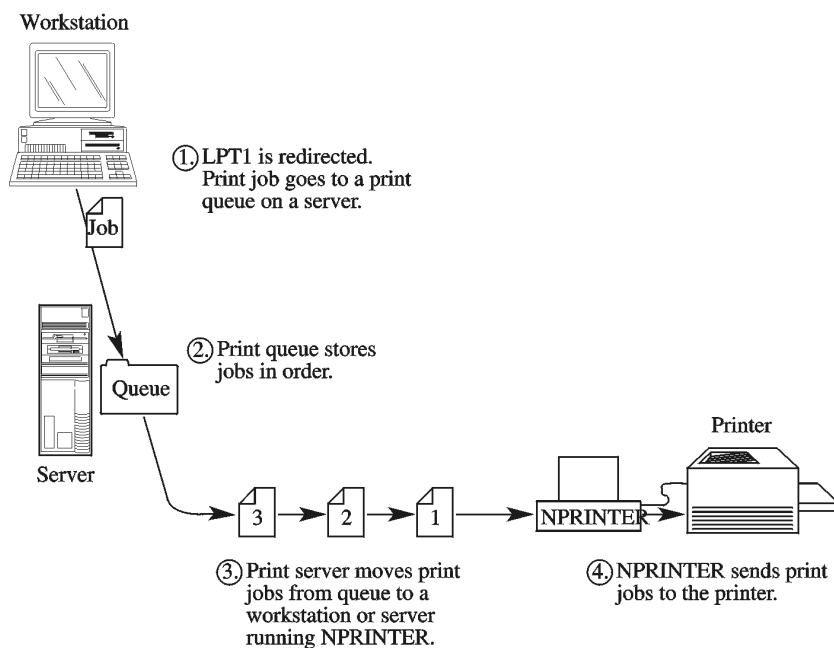 Workstation
1. LPT1 is redirected.
Print job goes to a print
queue on a server.
Job
2. Print queue stores
jobs in order.
Queue
Server
Printer
3
2
1
NPRINTER
3. Print server moves print
jobs from queue to a
workstation or server
running NPRINTER.
4. NPRINTER sends print
jobs to the printer.